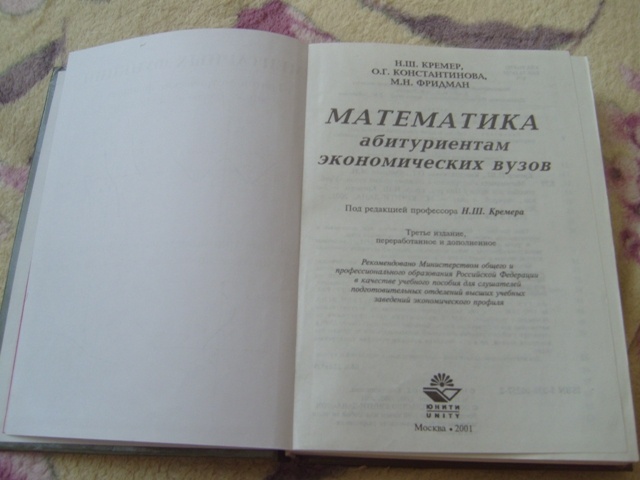 Н.Ш. КРЕМЕР,
О.Г. КОНСТАНТИНОВА,
М.Н. ФРИДМАН
МАТЕМАТИКА
абитуриентам
экономических вузов
Под редакцией профессора Н.Ш. Кремера
Третье издание,
переработанное и дополненное
Рекомендовано Министерством общего и
профессионального образования Российской Федерации
в качестве учебного пособия для слушателей
подготовительных отделений высших учебных
заведений экономического профиля
ЮНИТИ
UNITY
Москва • 2001